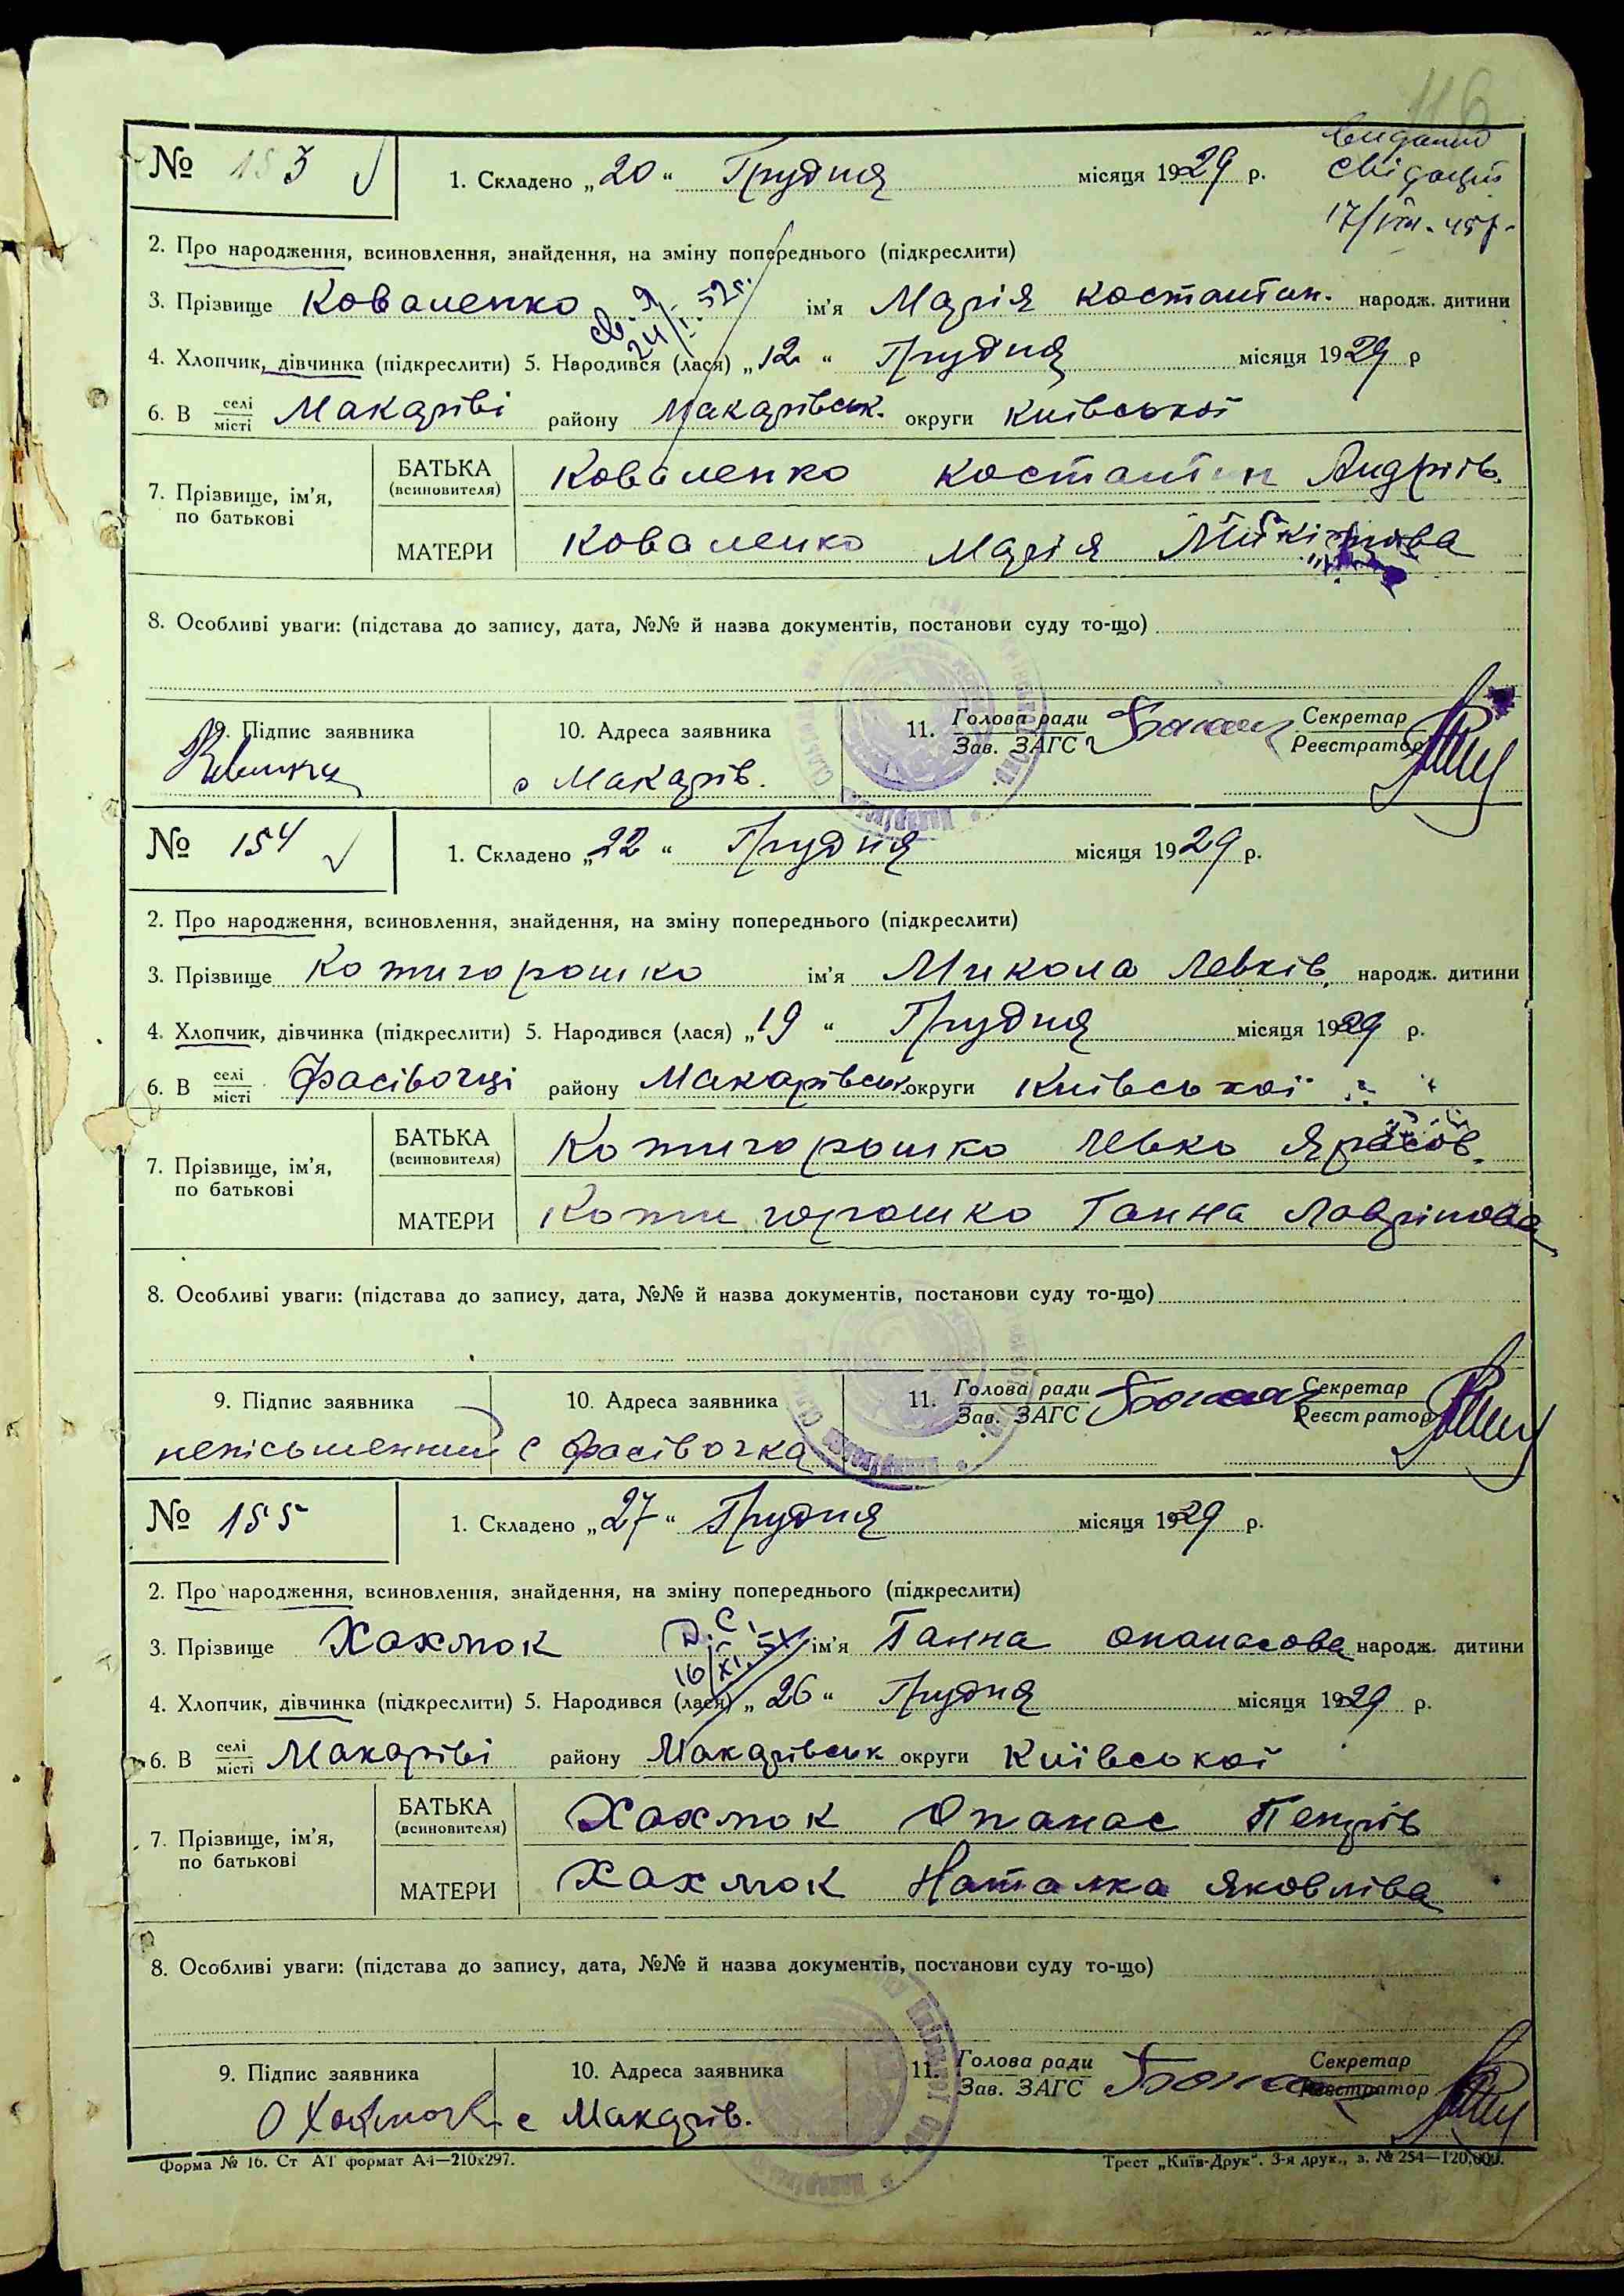 116
№ 153
1. Складено „20“ Грудня місяця 1929 р.
видано
17/VIII-45р.
2. Про народження, всиновлення, знайдення, на зміну попереднього (підкреслити)
3. Прізвище Коваленко ім’я Марія Костантин. народж. дитини
24/I-52г.
4. Хлопчик, дівчинка (підкреслити) 5. Народився (лася) „12“ Грудня місяця 1929 р
6. В селі/місті Макарові району Макарівськ. округи Київської
7. Прізвище, ім’я, по батькові
БАТЬКА (всиновителя) Коваленко Костантин Андріїв.
МАТЕРИ Коваленко Марія
8. Особливі уваги: (підстава до запису, дата, №№ й назва документів, постанови суду то-що)
9. Підпис заявника 10. Адреса заявника 11. Голова ради/Зав. ЗАГС Секретар/Реєстратор
с Макарів.
№ 154
1. Складено „22“ Грудня місяця 1929 р.
2. Про народження, всиновлення, знайдення, на зміну попереднього (підкреслити)
3. Прізвище Котигорошко ім’я Микола Левків. народж. дитини
4. Хлопчик, дівчинка (підкреслити) 5. Народився (лася) „19“ Грудня місяця 1929 р.
6. В селі/місті Фасівочці району Макарівськ. округи Київської
7. Прізвище, ім’я, по батькові
БАТЬКА (всиновителя) Котигорошко Левко
МАТЕРИ Котигорошко Ганна Лаврінова
8. Особливі уваги: (підстава до запису, дата, №№ й назва документів, постанови суду то-що)
9. Підпис заявника 10. Адреса заявника 11. Голова ради/Зав. ЗАГС Секретар/Реєстратор
неписьменний с Фасівочка
№ 155
1. Складено „27“ Грудня місяця 1929 р.
2. Про народження, всиновлення, знайдення, на зміну попереднього (підкреслити)
3. Прізвище Хахлюк ім’я Ганна Опанасова народж. дитини
4. Хлопчик, дівчинка (підкреслити) 5. Народився (лася) „26“ Грудня місяця 1929 р.
6. В селі/місті Макарові району Макарівськ округи Київської
7. Прізвище, ім’я, по батькові
БАТЬКА (всиновителя) Хахлюк Опанас Петрів
МАТЕРИ Хахлюк Наталка Яковліва
8. Особливі уваги: (підстава до запису, дата, №№ й назва документів, постанови суду то-що)
9. Підпис заявника 10. Адреса заявника 11. Голова ради/Зав. ЗАГС Секретар/Реєстратор
О Хахлюк с Макарів.
Форма № 16. Ст АТ формат А4—210х297. Трест „Київ-Друк“. 3-я друк., з. № 254—120,000.